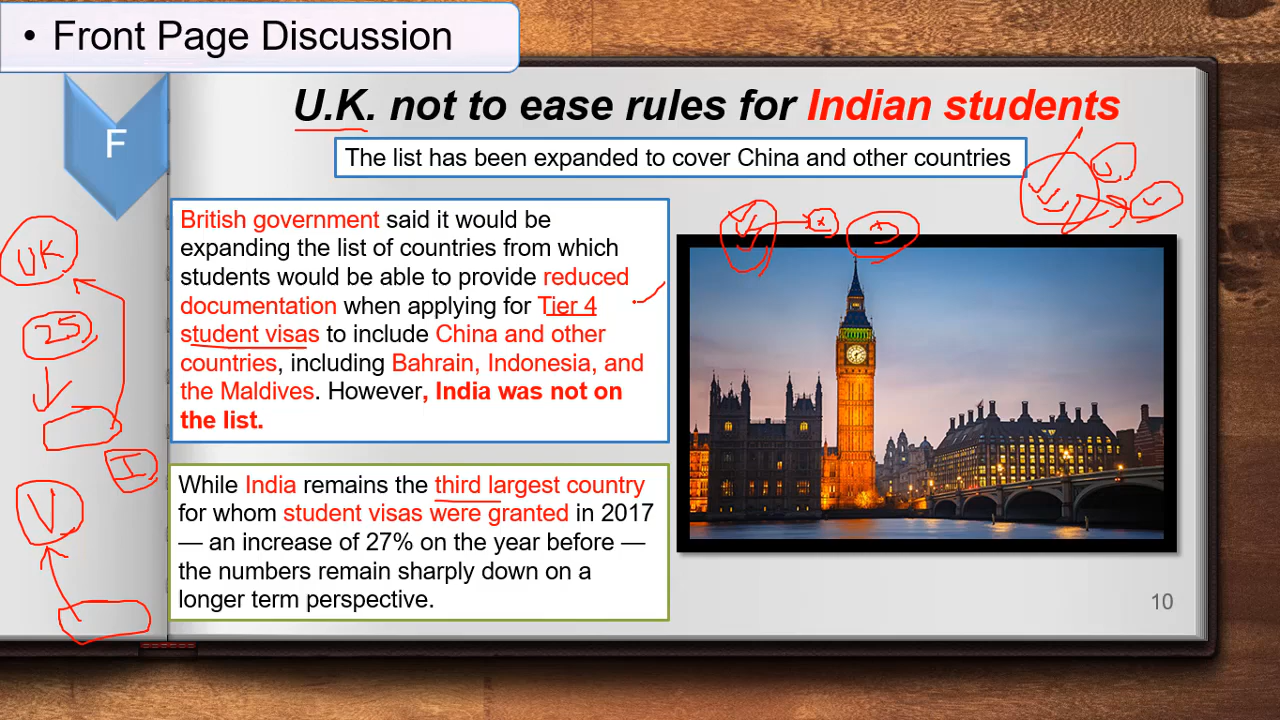 • Front Page Discussion
F
U.K. not to ease rules for Indian students
The list has been expanded to cover China and other countries
British government said it would be
expanding the list of countries from which
students would be able to provide reduced
documentation when applying for Tier 4
student visas to include China and other
countries, including Bahrain, Indonesia, and
the Maldives. However, India was not on
the list.
While India remains the third largest country
for whom student visas were granted in 2017
— an increase of 27% on the year before —
the numbers remain sharply down on a
longer term perspective.
UK
25
I
V
10